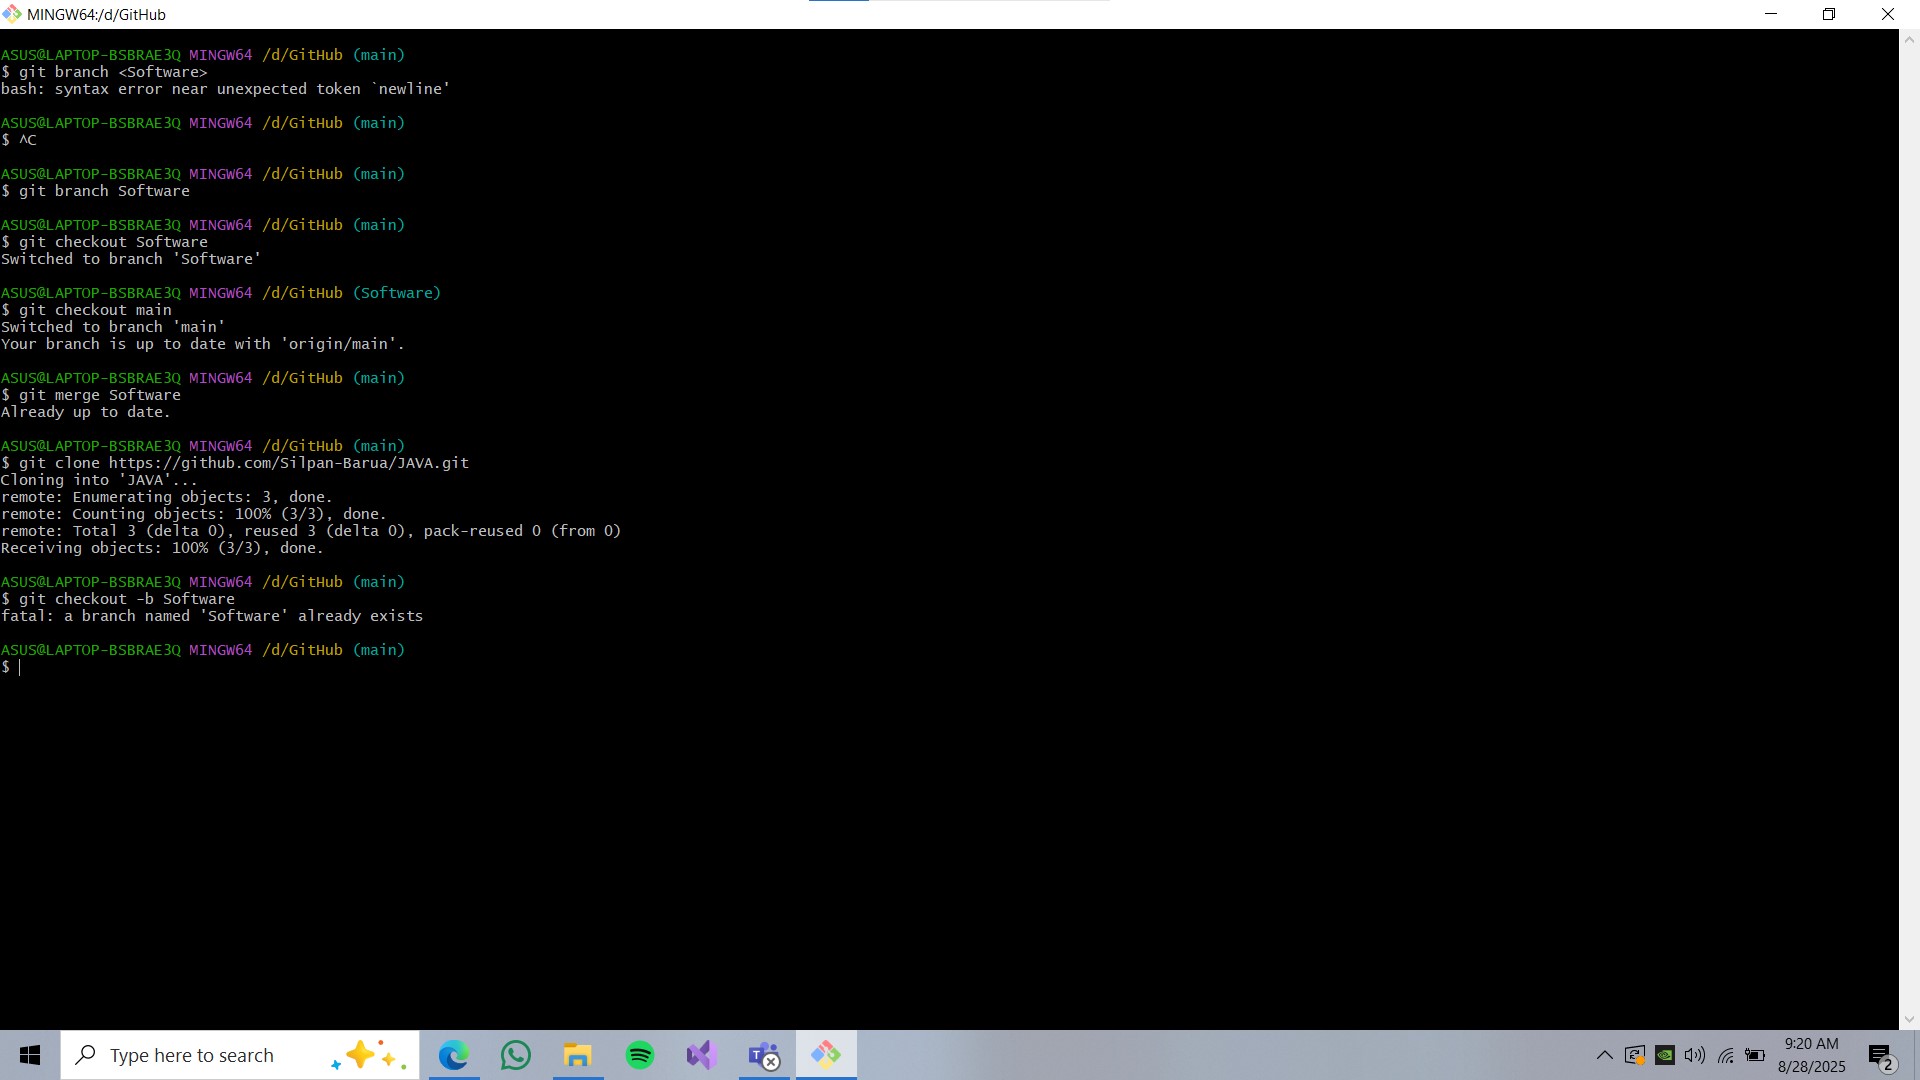 MINGW64:/d/GitHub
ASUS@LAPTOP-BSBRAE3Q MINGW64 /d/GitHub (main)
$ git branch <Software>
bash: syntax error near unexpected token `newline'
ASUS@LAPTOP-BSBRAE3Q MINGW64 /d/GitHub (main)
$ ^C
ASUS@LAPTOP-BSBRAE3Q MINGW64 /d/GitHub (main)
$ git branch Software
ASUS@LAPTOP-BSBRAE3Q MINGW64 /d/GitHub (main)
$ git checkout Software
Switched to branch 'Software'
ASUS@LAPTOP-BSBRAE3Q MINGW64 /d/GitHub (Software)
$ git checkout main
Switched to branch 'main'
Your branch is up to date with 'origin/main'.
ASUS@LAPTOP-BSBRAE3Q MINGW64 /d/GitHub (main)
$ git merge Software
Already up to date.
ASUS@LAPTOP-BSBRAE3Q MINGW64 /d/GitHub (main)
$ git clone https://github.com/Silpan-Barua/JAVA.git
Cloning into 'JAVA'...
remote: Enumerating objects: 3, done.
remote: Counting objects: 100% (3/3), done.
remote: Total 3 (delta 0), reused 3 (delta 0), pack-reused 0 (from 0)
Receiving objects: 100% (3/3), done.
ASUS@LAPTOP-BSBRAE3Q MINGW64 /d/GitHub (main)
$ git checkout -b Software
fatal: a branch named 'Software' already exists
ASUS@LAPTOP-BSBRAE3Q MINGW64 /d/GitHub (main)
$
Type here to search
9:20 AM
8/28/2025
2